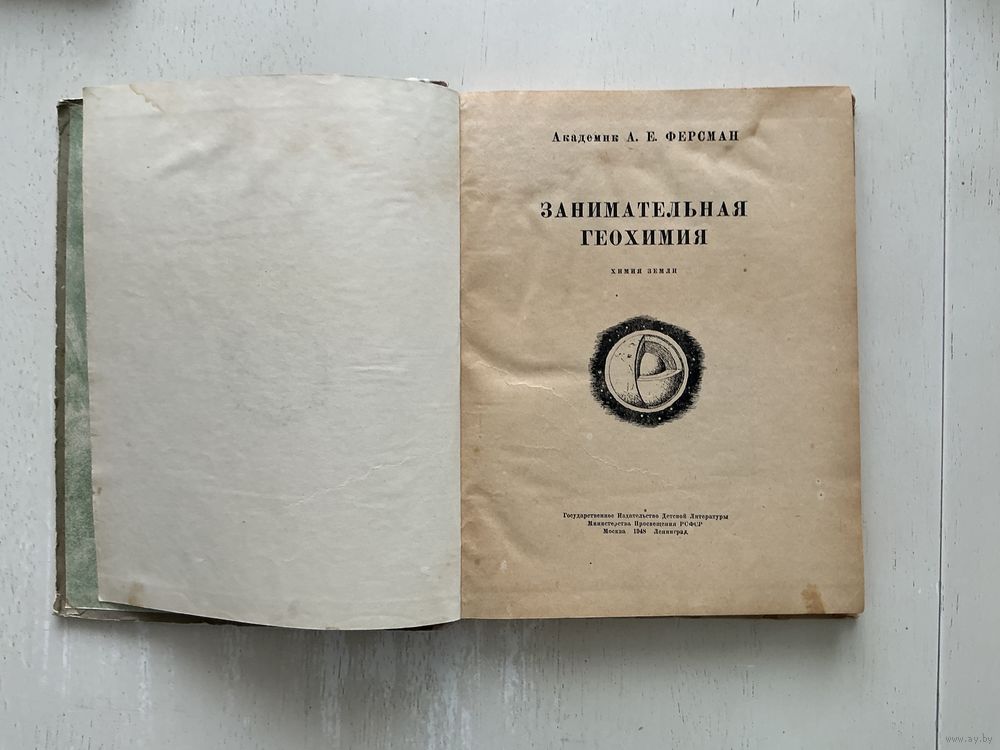 Академик А. Е. ФЕРСМАН
ЗАНИМАТЕЛЬНАЯ
ГЕОХИМИЯ
ХИМИЯ ЗЕМЛИ
Государственное Издательство Детской Литературы
Министерства Просвещения РСФСР
Москва 1948 Ленинград
www.ay.by